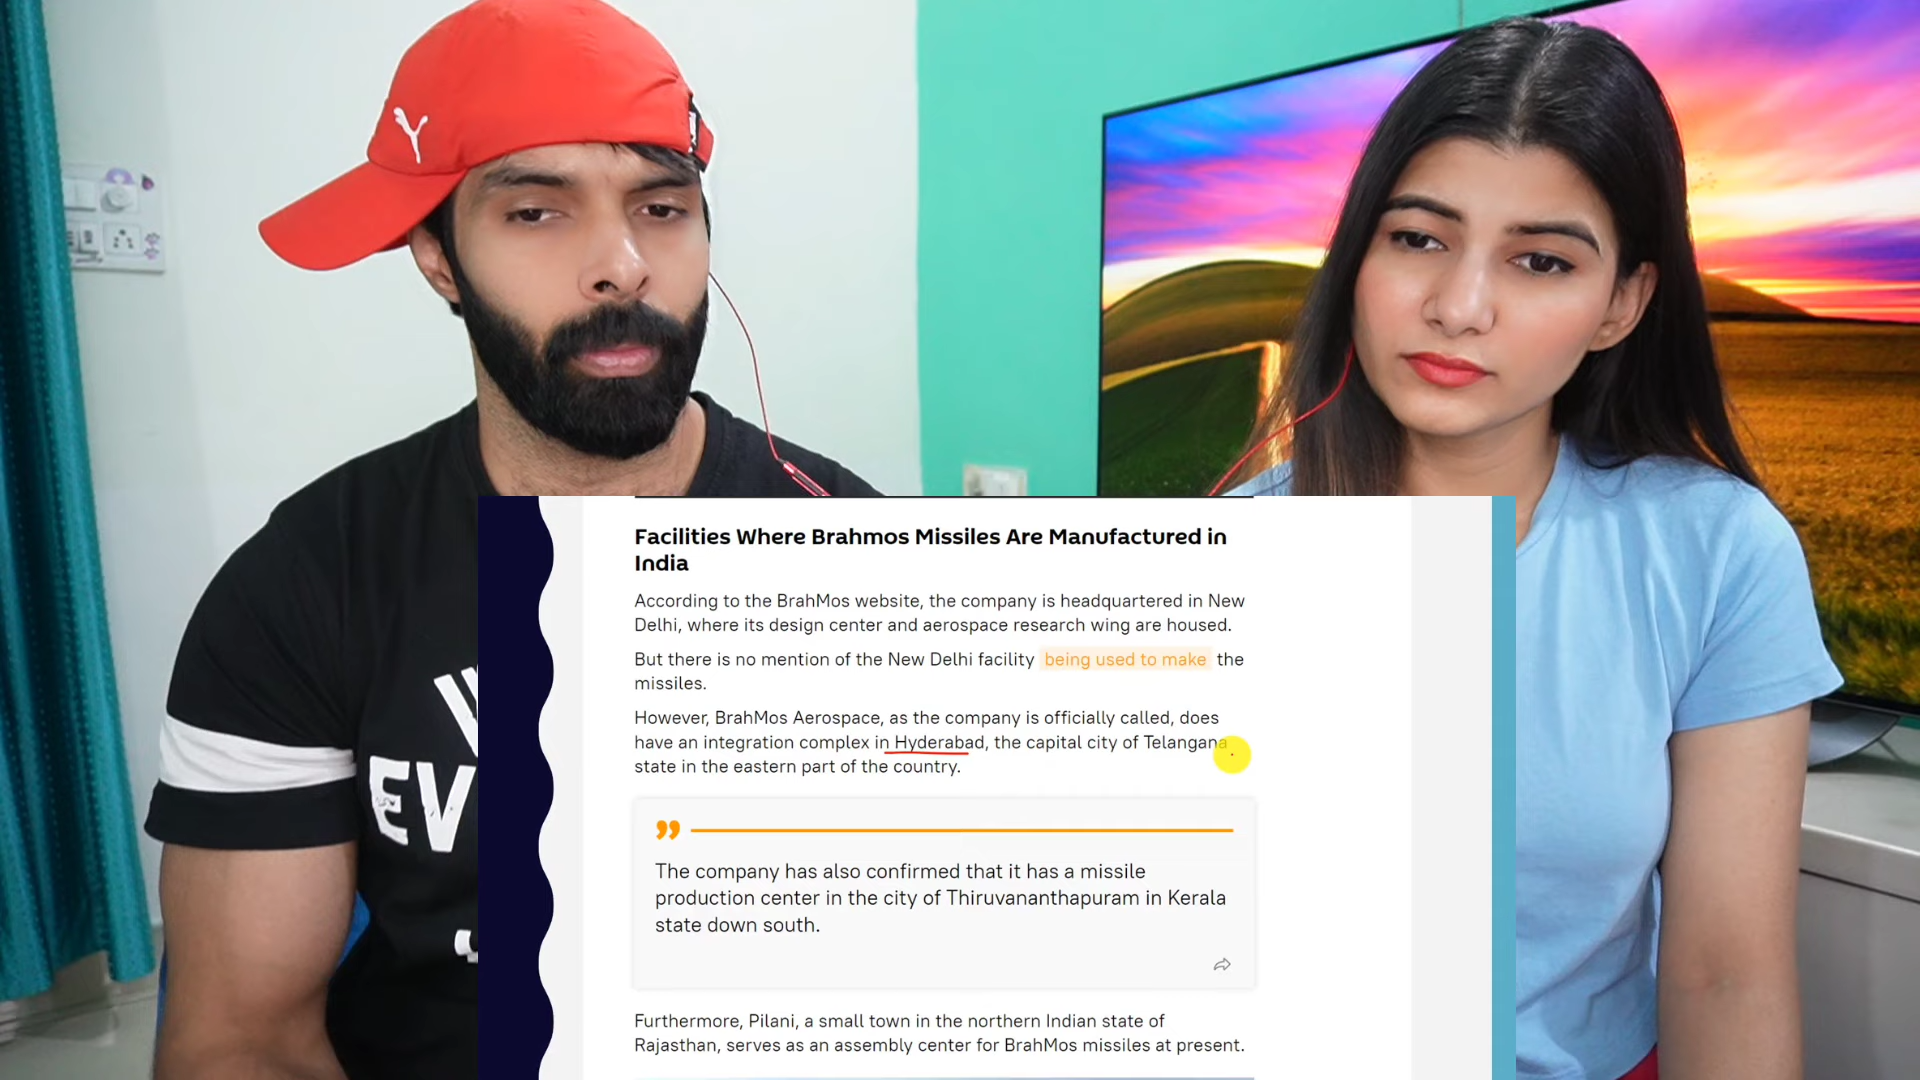 EV
Facilities Where Brahmos Missiles Are Manufactured in
India
According to the BrahMos website, the company is headquartered in New
Delhi, where its design center and aerospace research wing are housed.
But there is no mention of the New Delhi facility being used to make the
missiles.
However, BrahMos Aerospace, as the company is officially called, does
have an integration complex in Hyderabad, the capital city of Telangana
state in the eastern part of the country.
The company has also confirmed that it has a missile
production center in the city of Thiruvananthapuram in Kerala
state down south.
Furthermore, Pilani, a small town in the northern Indian state of
Rajasthan, serves as an assembly center for BrahMos missiles at present.